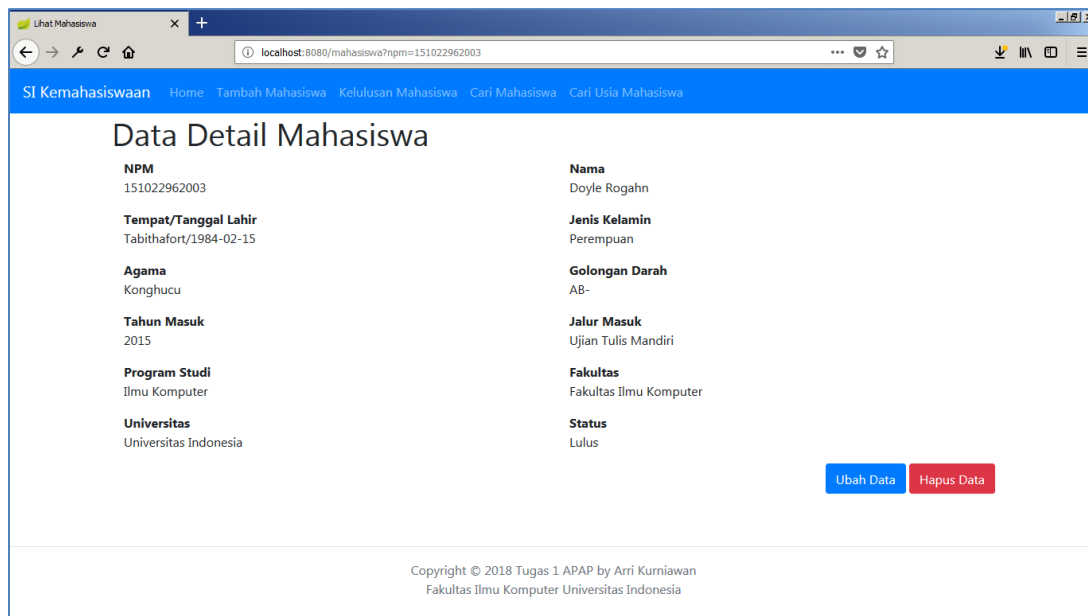 Lihat Mahasiswa
localhost:8080/mahasiswa?npm=151022962003
SI Kemahasiswaan Home Tambah Mahasiswa Kelulusan Mahasiswa Cari Mahasiswa Cari Usia Mahasiswa
Data Detail Mahasiswa
NPM Nama
151022962003 Doyle Rogahn
Tempat/Tanggal Lahir Jenis Kelamin
Tabithafort/1984-02-15 Perempuan
Agama Golongan Darah
Konghucu AB-
Tahun Masuk Jalur Masuk
2015 Ujian Tulis Mandiri
Program Studi Fakultas
Ilmu Komputer Fakultas Ilmu Komputer
Universitas Status
Universitas Indonesia Lulus
Ubah Data Hapus Data
Copyright © 2018 Tugas 1 APAP by Arri Kurniawan
Fakultas Ilmu Komputer Universitas Indonesia